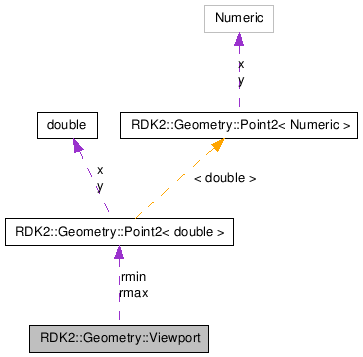 Numeric
x
y
double
RDK2::Geometry::Point2< Numeric >
x
y
< double >
RDK2::Geometry::Point2< double >
rmin
rmax
RDK2::Geometry::Viewport